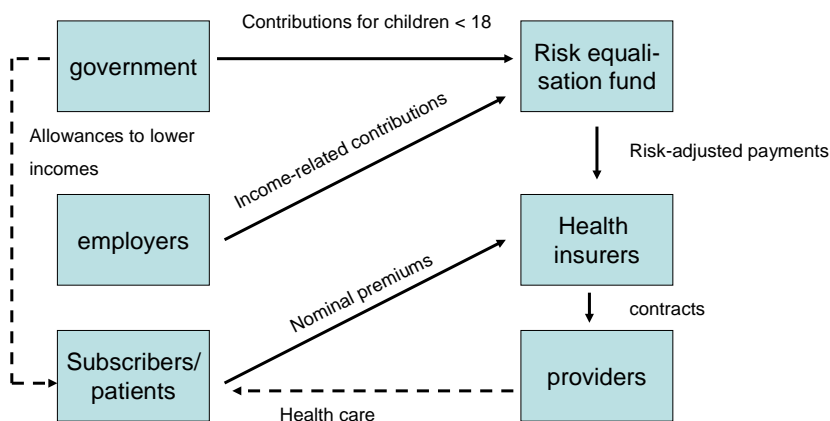 Contributions for children < 18
government
Risk equali-
sation fund
Allowances to lower
incomes
Income-related contributions
Risk-adjusted payments
employers
Health
insurers
Nominal premiums
contracts
Subscribers/
patients
providers
Health care